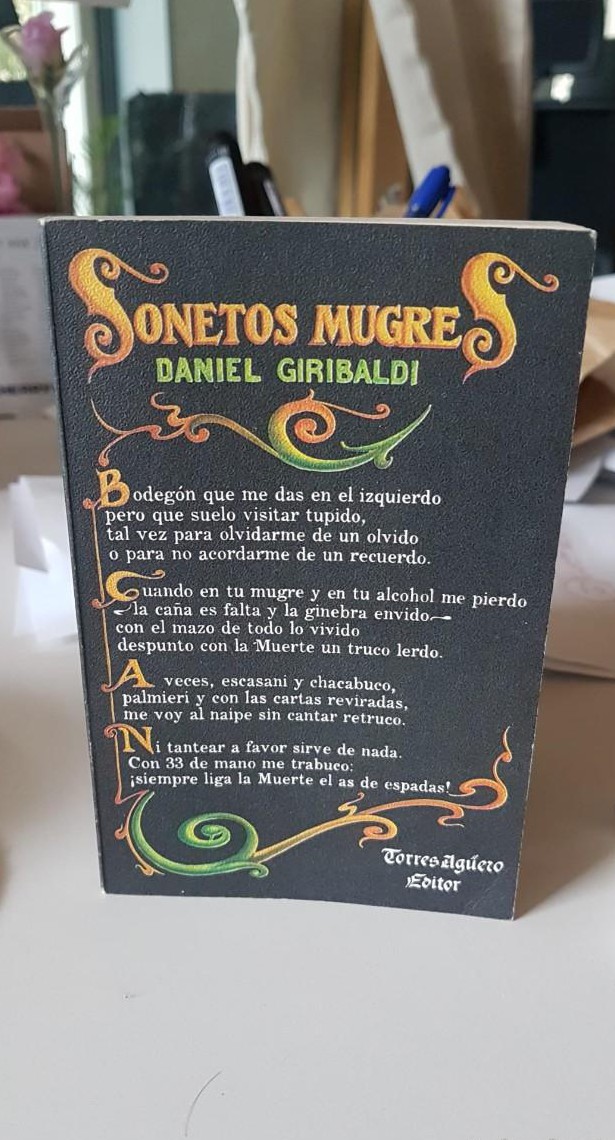 SONETOS MUGRES
DANIEL GIRIBALDI
Bodegón que me das en el izquierdo
pero que suelo visitar tupido,
tal vez para olvidarme de un olvido
o para no acordarme de un recuerdo.
Cuando en tu mugre y en tu alcohol me pierdo
—la caña es falta y la ginebra envido—
con el mazo de todo lo vivido
despunto con la Muerte un truco lerdo.
A veces, escasani y chacabuco,
palmieri y con las cartas reviradas,
me voy al naipe sin cantar retruco.
Ni tantear a favor sirve de nada.
Con 33 de mano me trabuco:
¡siempre liga la Muerte el as de espadas!
Torres Agüero
Editor